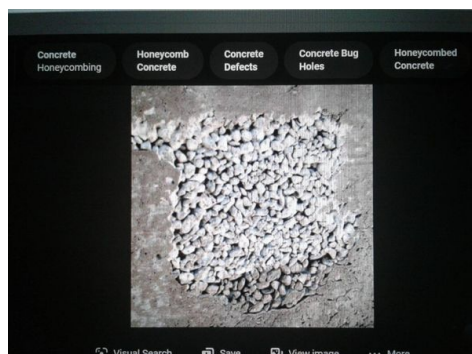 Concrete
Honeycombing
Honeycomb
Concrete
Concrete
Defects
Concrete Bug
Holes
Honeycombed
Concrete
Visual Search
Save
View image
More